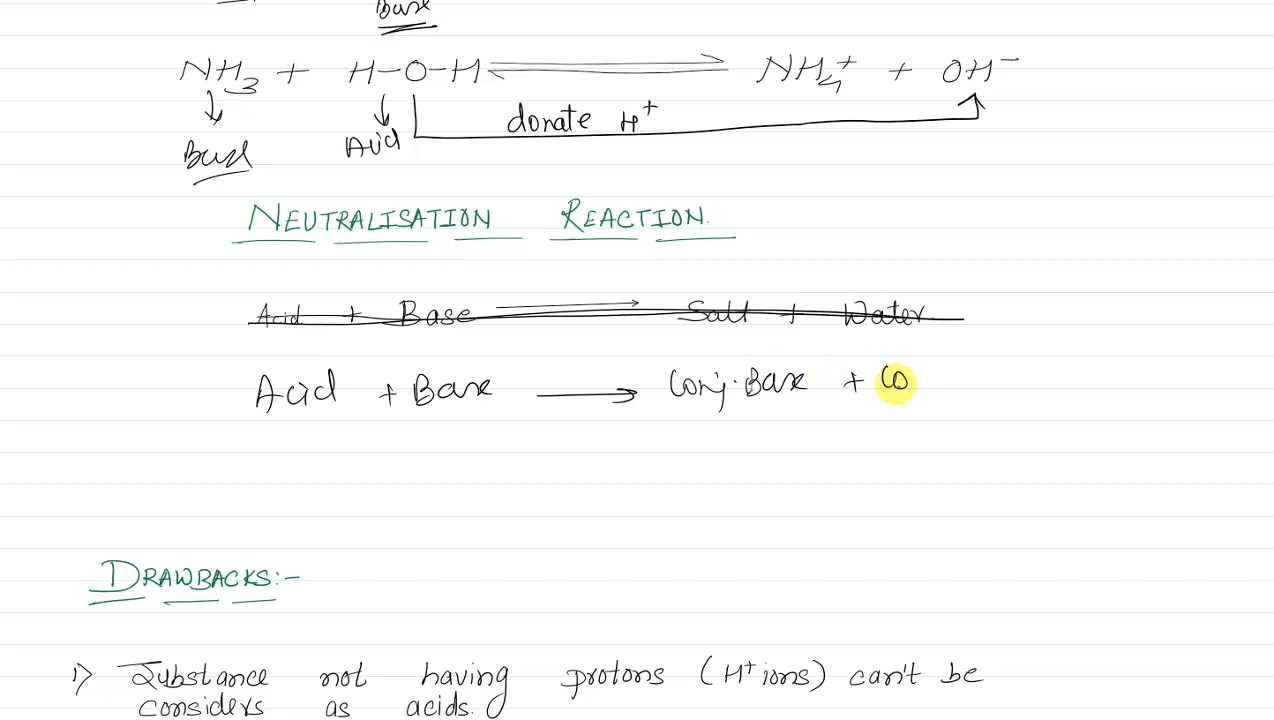 Base
NH3 + H-O-H ⇌ NH4+ + OH-
donate H+
Base Acid
NEUTRALISATION REACTION.
Acid + Base → Salt + Water
Acid + Base → Conj. Base + Co
DRAWBACKS:-
1) Substance not having protons (H+ ions) can't be
considers as acids.